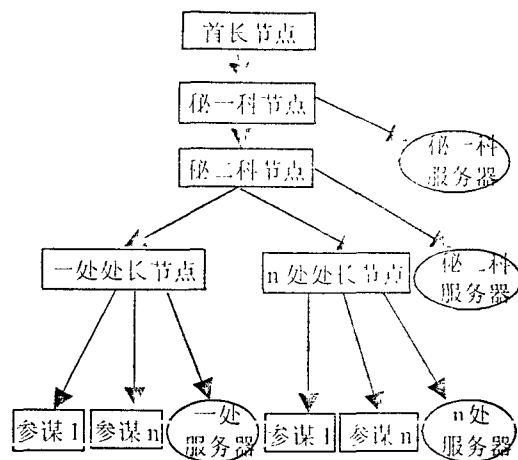 首长节点
秘一科节点
秘一科
服务器
秘二科节点
一处处长节点
n处处长节点
秘二科
服务器
参谋1
参谋n
一处
服务器
参谋1
参谋n
n处
服务器